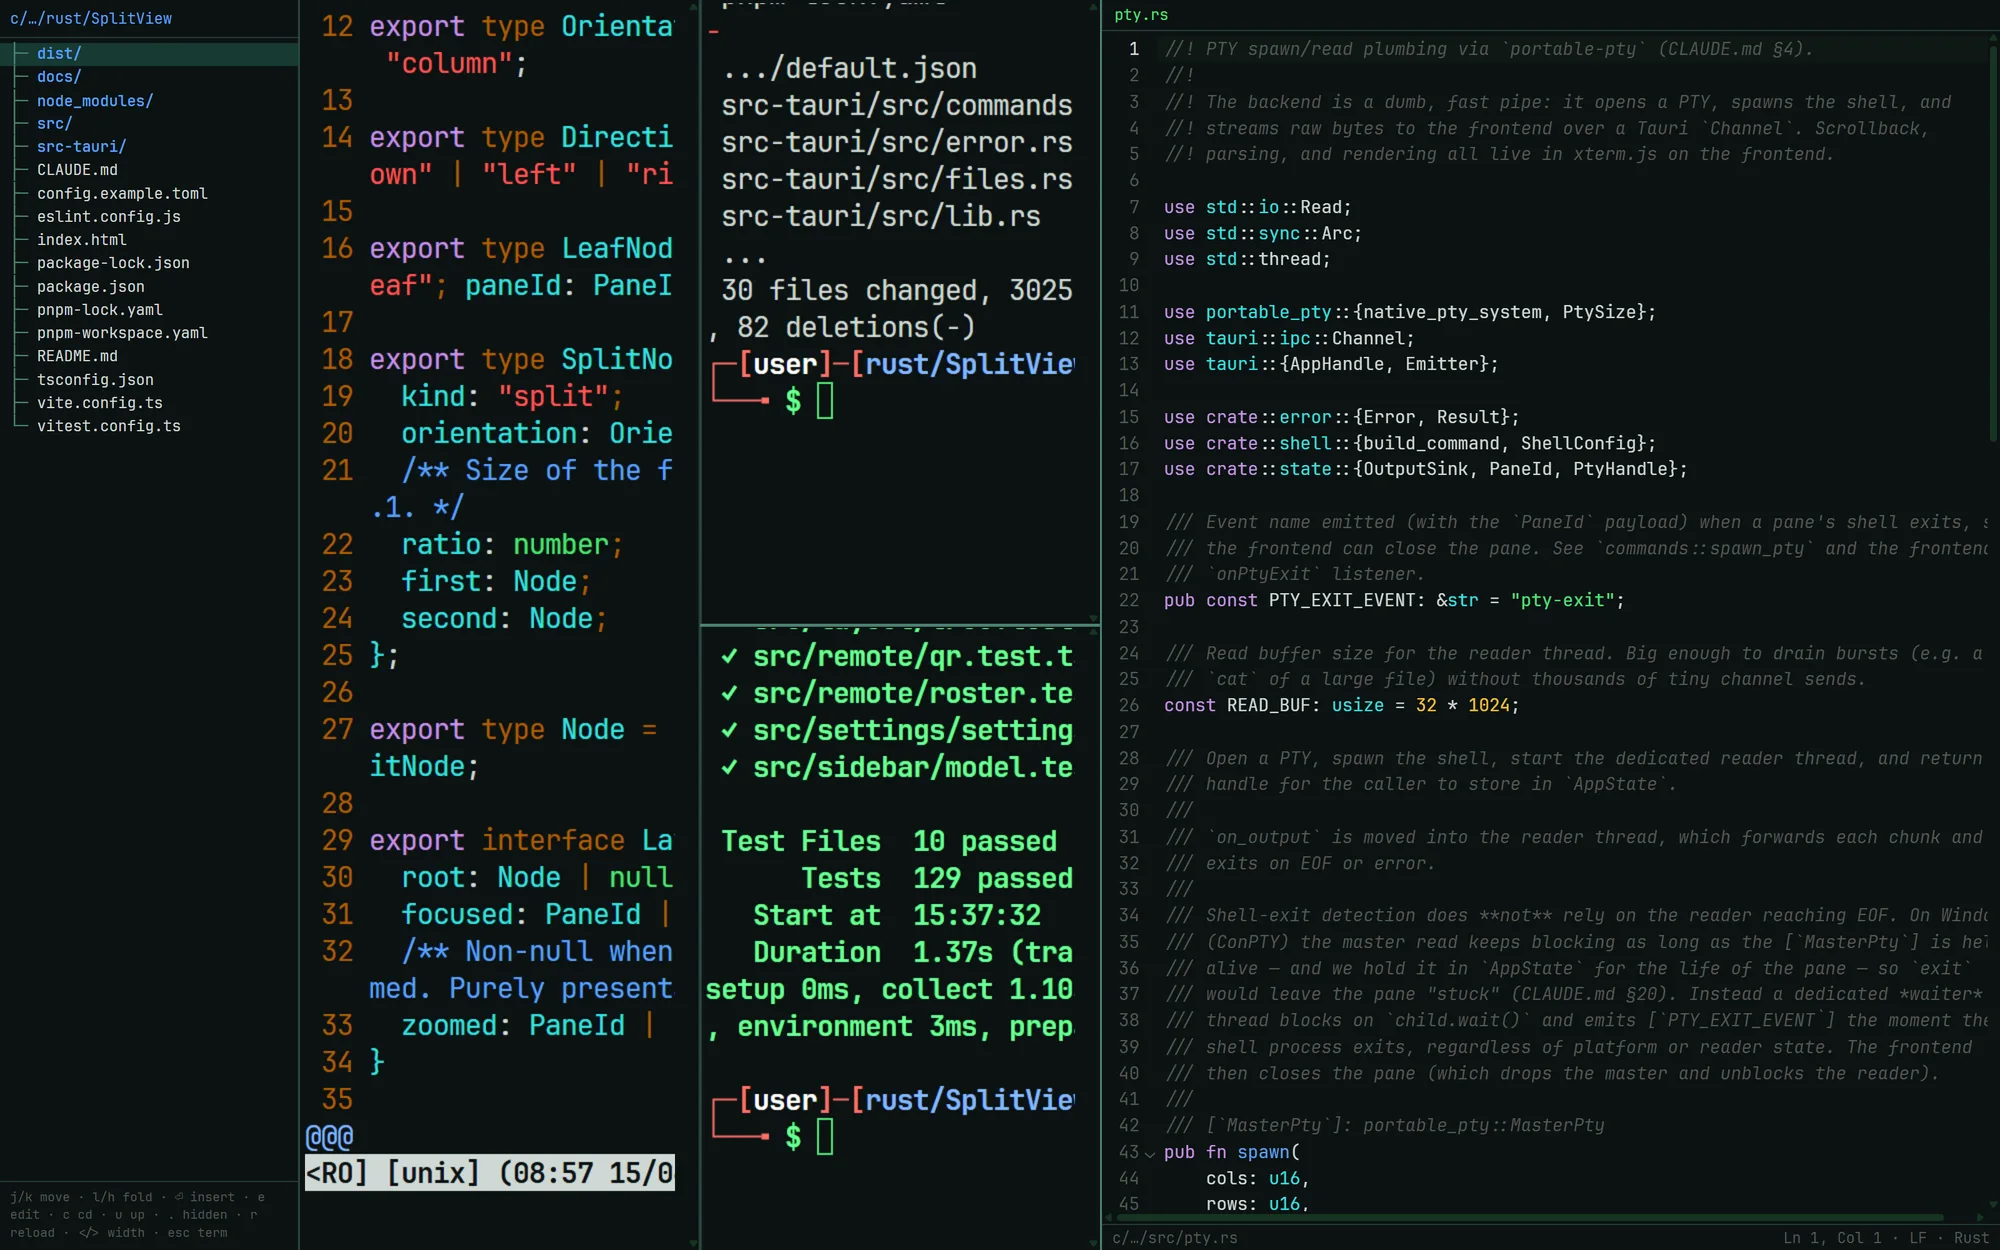 c/…/rust/SplitView
dist/
docs/
node_modules/
src/
src-tauri/
CLAUDE.md
config.example.toml
eslint.config.js
index.html
package-lock.json
package.json
pnpm-lock.yaml
pnpm-workspace.yaml
README.md
tsconfig.json
vite.config.ts
vitest.config.ts
j/k move · l/h fold · ⏎ insert · e
edit · c cd · u up · . hidden · r
reload · </> width · esc term
12 export type Orienta
"column";
13
14 export type Directi
own" | "left" | "ri
15
16 export type LeafNod
eaf"; paneId: PaneI
17
18 export type SplitNo
19 kind: "split";
20 orientation: Orie
21 /** Size of the f
.1. */
22 ratio: number;
23 first: Node;
24 second: Node;
25 };
26
27 export type Node =
itNode;
28
29 export interface La
30 root: Node | null
31 focused: PaneId |
32 /** Non-null when
med. Purely present
33 zoomed: PaneId |
34 }
35
@@@
<RO] [unix] (08:57 15/0
-
.../default.json
src-tauri/src/commands
src-tauri/src/error.rs
src-tauri/src/files.rs
src-tauri/src/lib.rs
...
30 files changed, 3025
, 82 deletions(-)
[user]-[rust/SplitView
$
✓ src/remote/qr.test.t
✓ src/remote/roster.te
✓ src/settings/setting
✓ src/sidebar/model.te
Test Files 10 passed
Tests 129 passed
Start at 15:37:32
Duration 1.37s (tra
setup 0ms, collect 1.10
, environment 3ms, prep
[user]-[rust/SplitView
$
pty.rs
1 //! PTY spawn/read plumbing via `portable-pty` (CLAUDE.md §4).
2 //!
3 //! The backend is a dumb, fast pipe: it opens a PTY, spawns the shell, and
4 //! streams raw bytes to the frontend over a Tauri `Channel`. Scrollback,
5 //! parsing, and rendering all live in xterm.js on the frontend.
6
7 use std::io::Read;
8 use std::sync::Arc;
9 use std::thread;
10
11 use portable_pty::{native_pty_system, PtySize};
12 use tauri::ipc::Channel;
13 use tauri::{AppHandle, Emitter};
14
15 use crate::error::{Error, Result};
16 use crate::shell::{build_command, ShellConfig};
17 use crate::state::{OutputSink, PaneId, PtyHandle};
18
19 /// Event name emitted (with the `PaneId` payload) when a pane's shell exits, s
20 /// the frontend can close the pane. See `commands::spawn_pty` and the frontend
21 /// `onPtyExit` listener.
22 pub const PTY_EXIT_EVENT: &str = "pty-exit";
23
24 /// Read buffer size for the reader thread. Big enough to drain bursts (e.g. a
25 /// `cat` of a large file) without thousands of tiny channel sends.
26 const READ_BUF: usize = 32 * 1024;
27
28 /// Open a PTY, spawn the shell, start the dedicated reader thread, and return
29 /// handle for the caller to store in `AppState`.
30 ///
31 /// `on_output` is moved into the reader thread, which forwards each chunk and
32 /// exits on EOF or error.
33 ///
34 /// Shell-exit detection does **not** rely on the reader reaching EOF. On Windo
35 /// (ConPTY) the master read keeps blocking as long as the [`MasterPty`] is hel
36 /// alive — and we hold it in `AppState` for the life of the pane — so `exit`
37 /// would leave the pane "stuck" (CLAUDE.md §20). Instead a dedicated *waiter*
38 /// thread blocks on `child.wait()` and emits [`PTY_EXIT_EVENT`] the moment the
39 /// shell process exits, regardless of platform or reader state. The frontend
40 /// then closes the pane (which drops the master and unblocks the reader).
41 ///
42 /// [`MasterPty`]: portable_pty::MasterPty
43 pub fn spawn(
44 cols: u16,
45 rows: u16,
c/…/src/pty.rs
Ln 1, Col 1 · LF · Rust